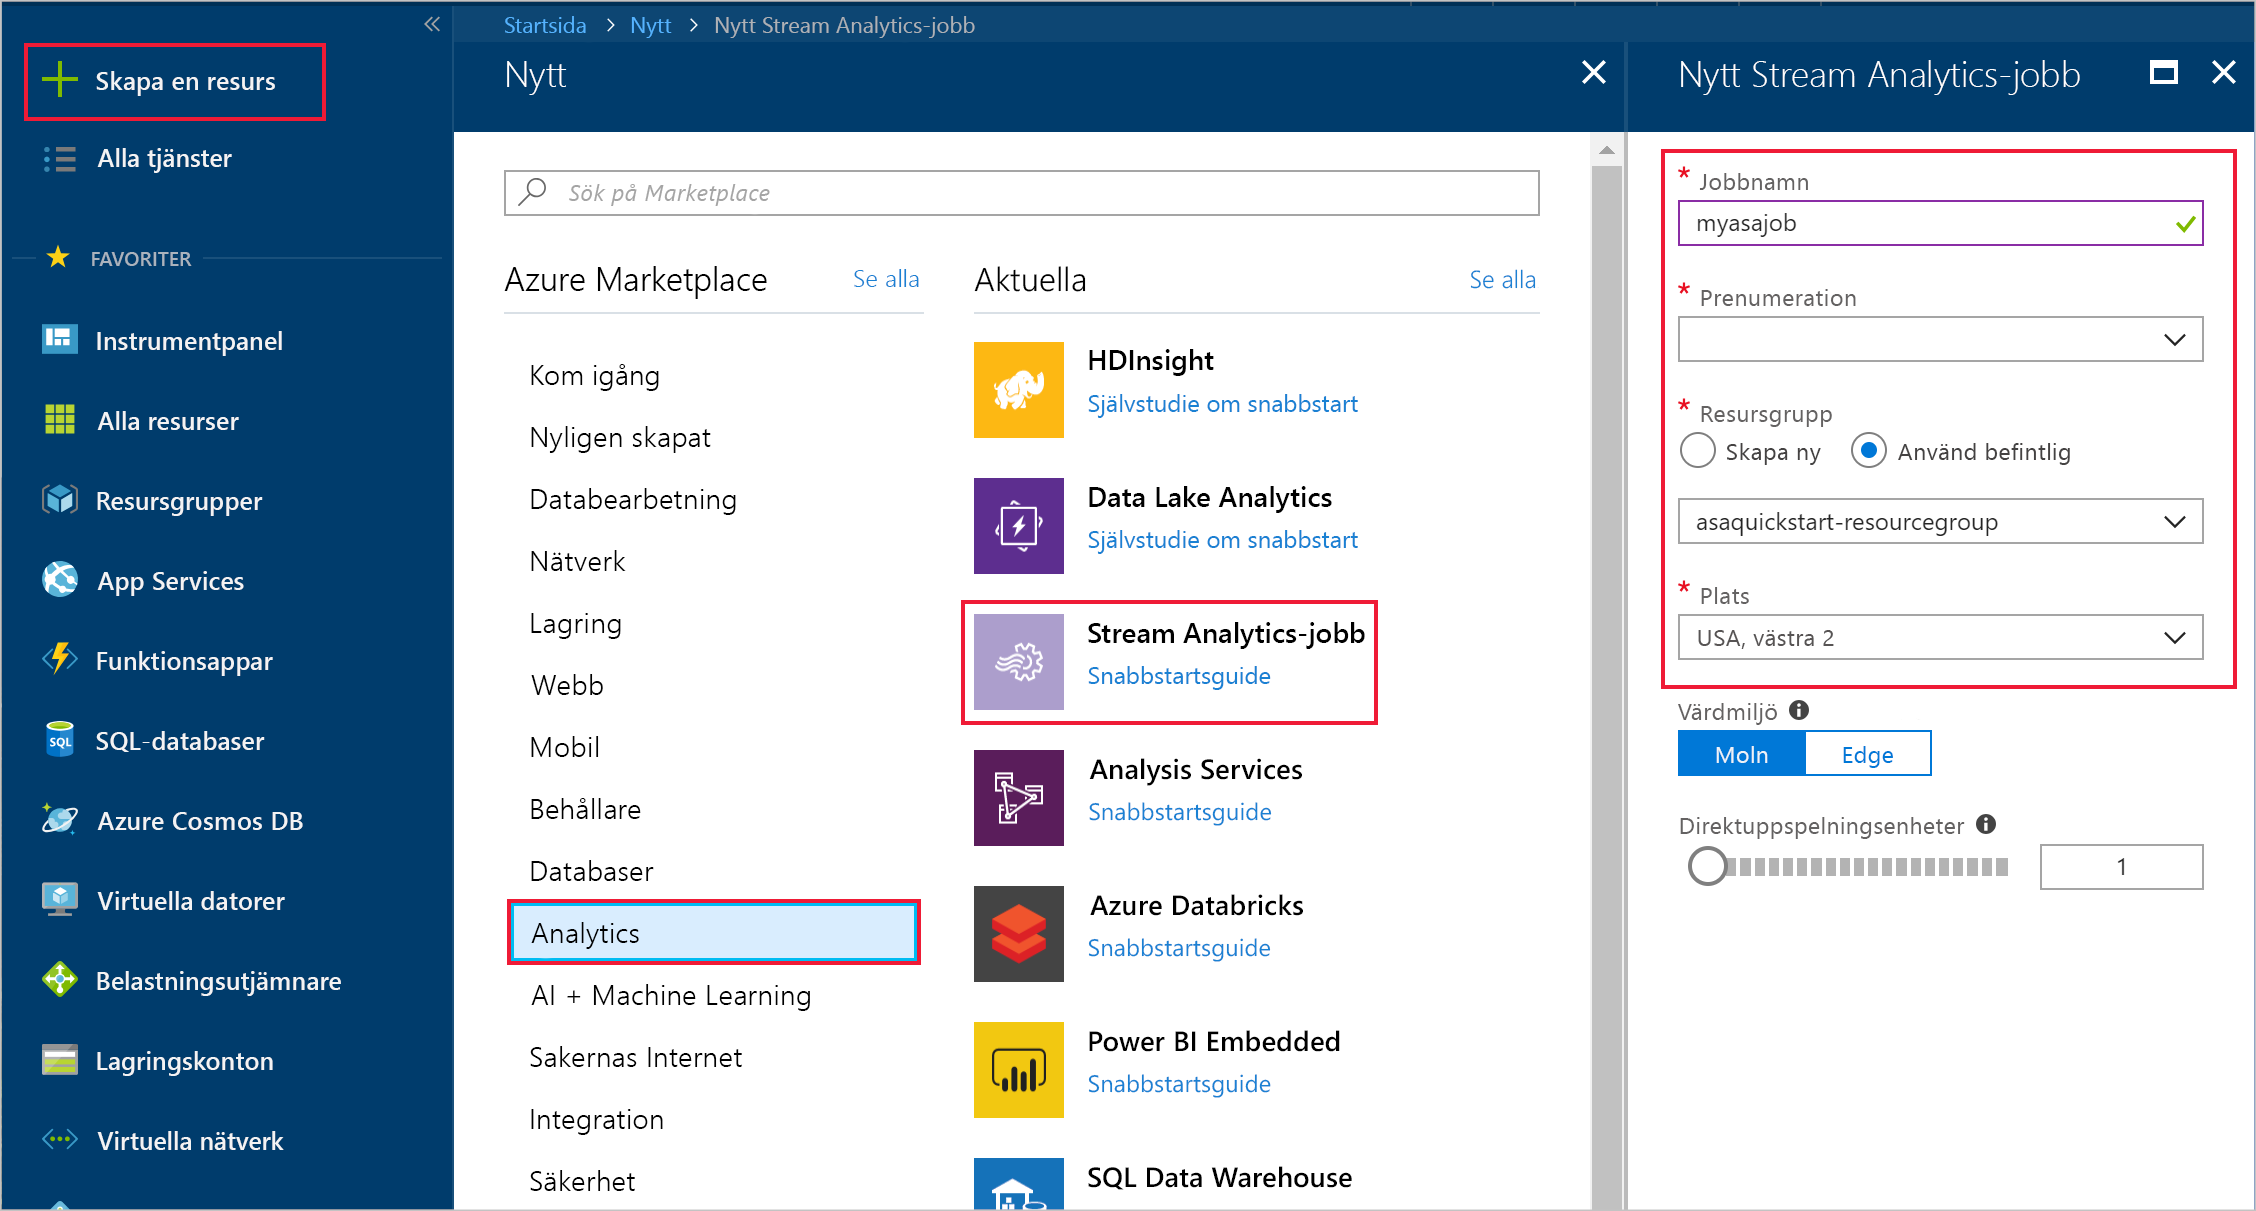 Skapa en resurs
Alla tjänster
FAVORITER
Instrumentpanel
Alla resurser
Resursgrupper
App Services
Funktionsappar
SQL
SQL-databaser
Azure Cosmos DB
Virtuella datorer
Belastningsutjämnare
Lagringskonton
Virtuella nätverk
Startsida > Nytt > Nytt Stream Analytics-jobb
Nytt
Sök på Marketplace
Azure Marketplace
Se alla
Kom igång
Nyligen skapat
Databearbetning
Nätverk
Lagring
Webb
Mobil
Behållare
Databaser
Analytics
AI + Machine Learning
Sakernas Internet
Integration
Säkerhet
Aktuella
Se alla
HDInsight
Självstudie om snabbstart
Data Lake Analytics
Självstudie om snabbstart
Stream Analytics-jobb
Snabbstartsguide
Analysis Services
Snabbstartsguide
Azure Databricks
Snabbstartsguide
Power BI Embedded
Snabbstartsguide
SQL Data Warehouse
Nytt Stream Analytics-jobb
* Jobbnamn
myasajob
* Prenumeration
* Resursgrupp
Skapa ny
Använd befintlig
asaquickstart-resourcegroup
* Plats
USA, västra 2
Värdmiljö
Moln
Edge
Direktuppspelningsenheter
1